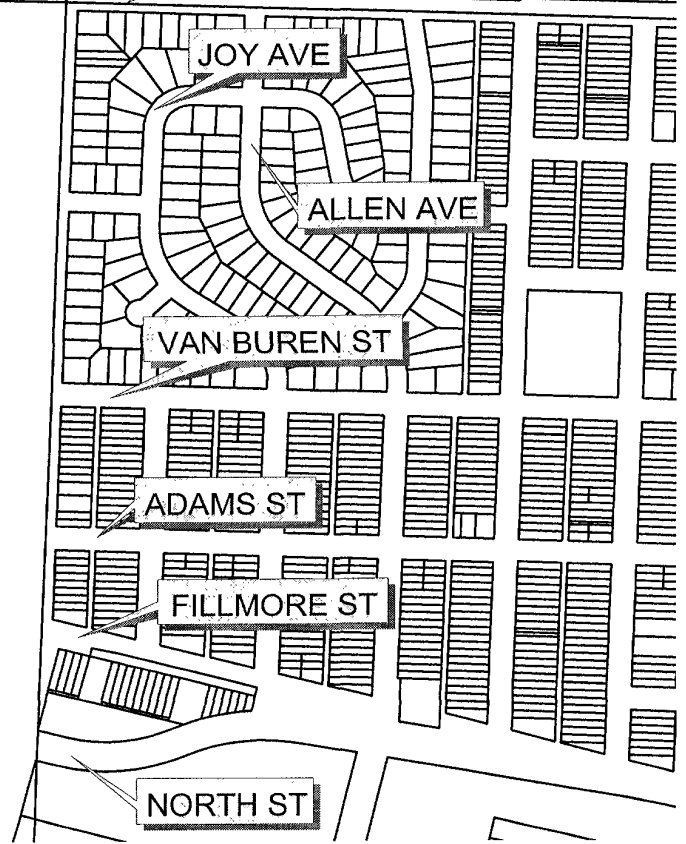 JOY AVE
ALLEN AVE
VAN BUREN ST
ADAMS ST
FILLMORE ST
NORTH ST